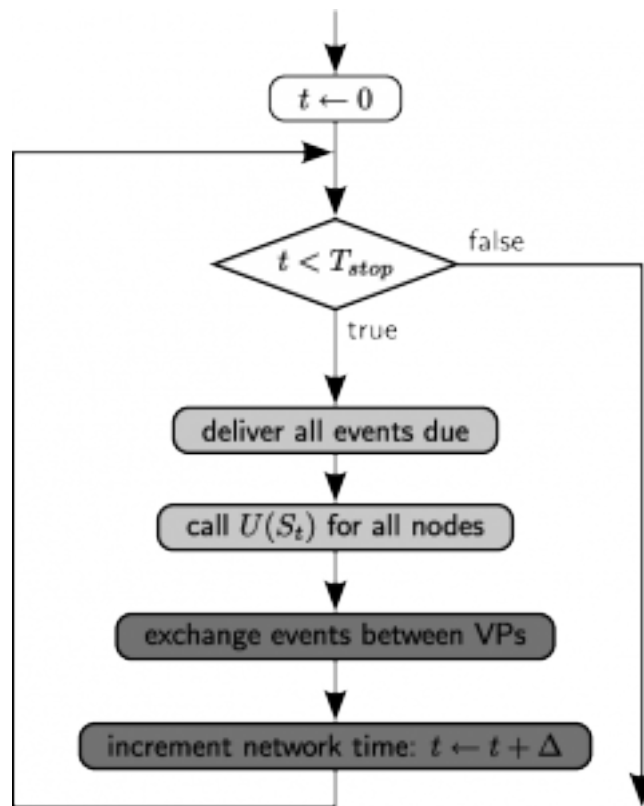 t ← 0
t < T_stop
false
true
deliver all events due
call U(S_t) for all nodes
exchange events between VPs
increment network time: t ← t + Δ